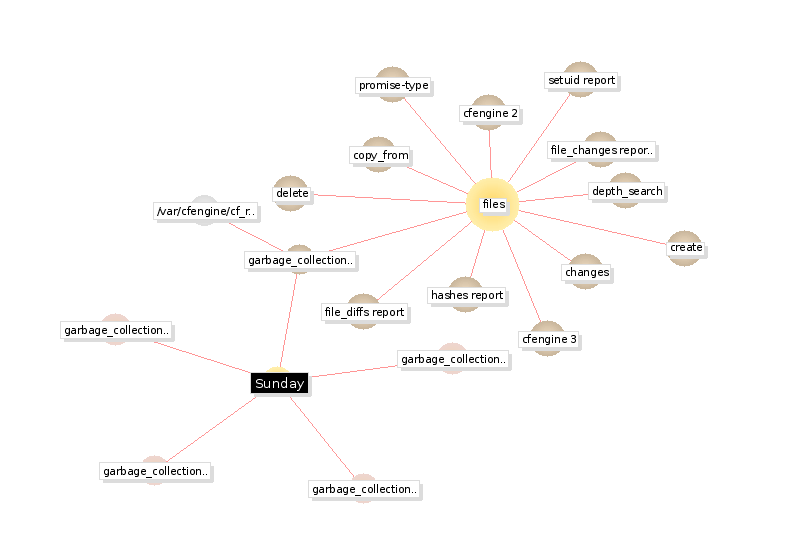 setuid report
promise-type
cfengine 2
file_changes repor..
copy_from
depth_search
delete
files
/var/cfengine/cf_r..
create
garbage_collection..
changes
hashes report
file_diffs report
garbage_collection..
cfengine 3
garbage_collection..
Sunday
garbage_collection..
garbage_collection..